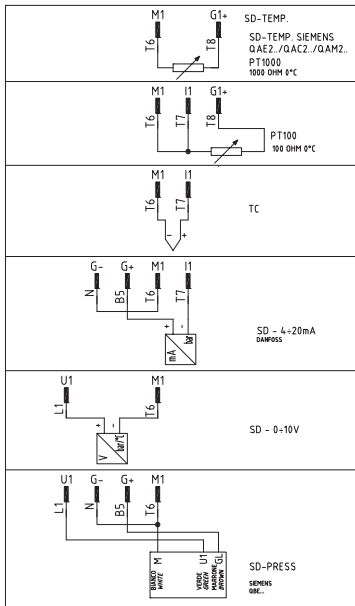 M1 G1+ SD-TEMP.
T6 T8 SD-TEMP. SIEMENS
QAE2../QAC2../QAM2..
PT1000
1000 OHM 0°C
M1 I1 G1+
T6 T7 T8
PT100
100 OHM 0°C
M1 I1
T6 T7 TC
- +
G- G+ M1 I1
N B5 T6 T7
+ -
mA bar
SD - 4÷20mA
DANFOSS
U1 M1
L1 T6
+ -
V bar/°C
SD - 0÷10V
U1 G- G+ M1
L1 N B5 T6
M U1 GL
BIANCO VERDE MARRONE
WHITE GREEN BROWN
SD-PRESS
SIEMENS
QBE..